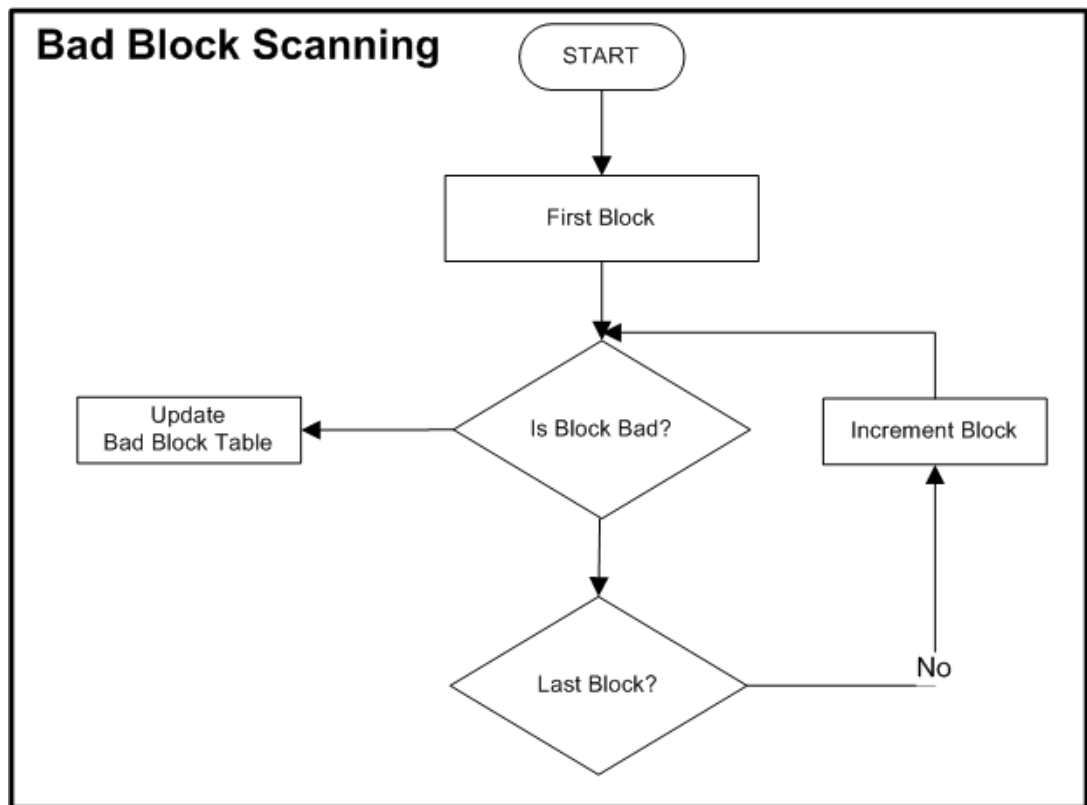 Bad Block Scanning
START
First Block
Is Block Bad?
Update
Bad Block Table
Increment Block
Last Block?
No